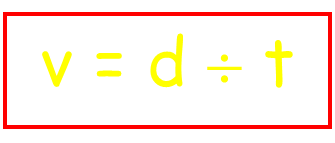 v = d ÷ t